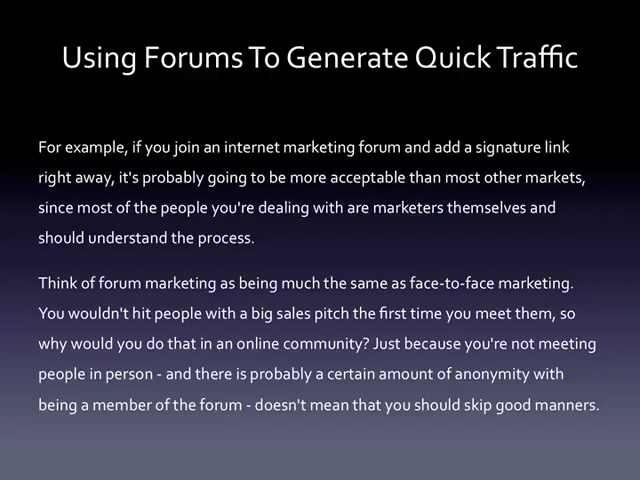 Using Forums To Generate Quick Traffic
For example, if you join an internet marketing forum and add a signature link
right away, it's probably going to be more acceptable than most other markets,
since most of the people you're dealing with are marketers themselves and
should understand the process.
Think of forum marketing as being much the same as face-to-face marketing.
You wouldn't hit people with a big sales pitch the first time you meet them, so
why would you do that in an online community? Just because you're not meeting
people in person - and there is probably a certain amount of anonymity with
being a member of the forum - doesn't mean that you should skip good manners.